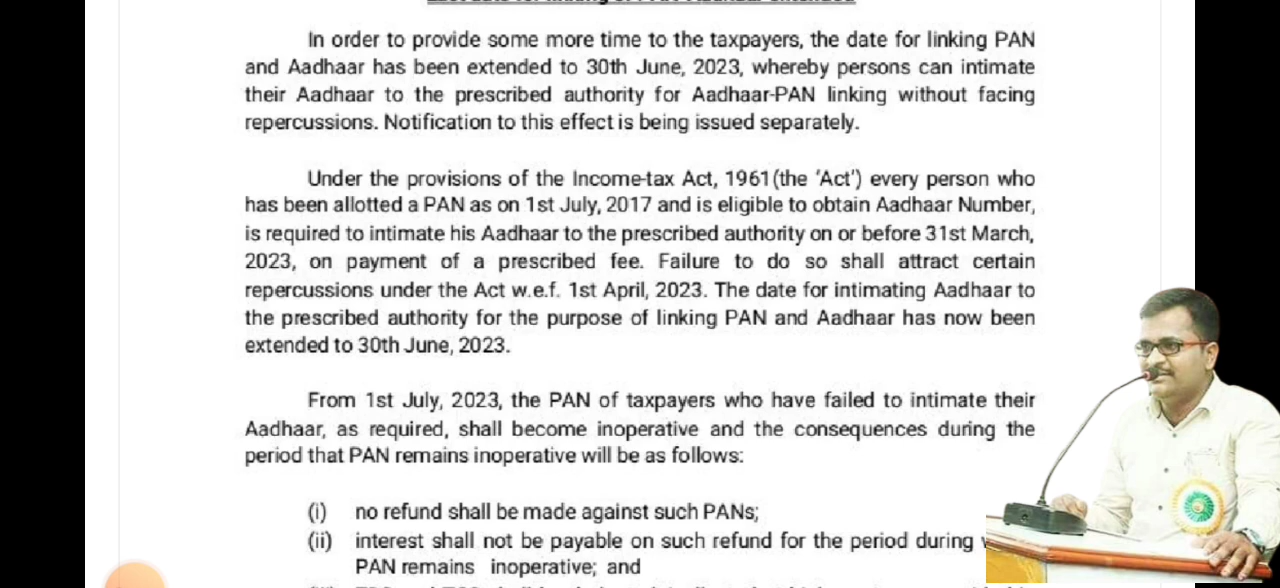 In order to provide some more time to the taxpayers, the date for linking PAN
and Aadhaar has been extended to 30th June, 2023, whereby persons can intimate
their Aadhaar to the prescribed authority for Aadhaar-PAN linking without facing
repercussions. Notification to this effect is being issued separately.
Under the provisions of the Income-tax Act, 1961(the ‘Act’) every person who
has been allotted a PAN as on 1st July, 2017 and is eligible to obtain Aadhaar Number,
is required to intimate his Aadhaar to the prescribed authority on or before 31st March,
2023, on payment of a prescribed fee. Failure to do so shall attract certain
repercussions under the Act w.e.f. 1st April, 2023. The date for intimating Aadhaar to
the prescribed authority for the purpose of linking PAN and Aadhaar has now been
extended to 30th June, 2023.
From 1st July, 2023, the PAN of taxpayers who have failed to intimate their
Aadhaar, as required, shall become inoperative and the consequences during the
period that PAN remains inoperative will be as follows:
(i) no refund shall be made against such PANs;
(ii) interest shall not be payable on such refund for the period during
PAN remains inoperative; and